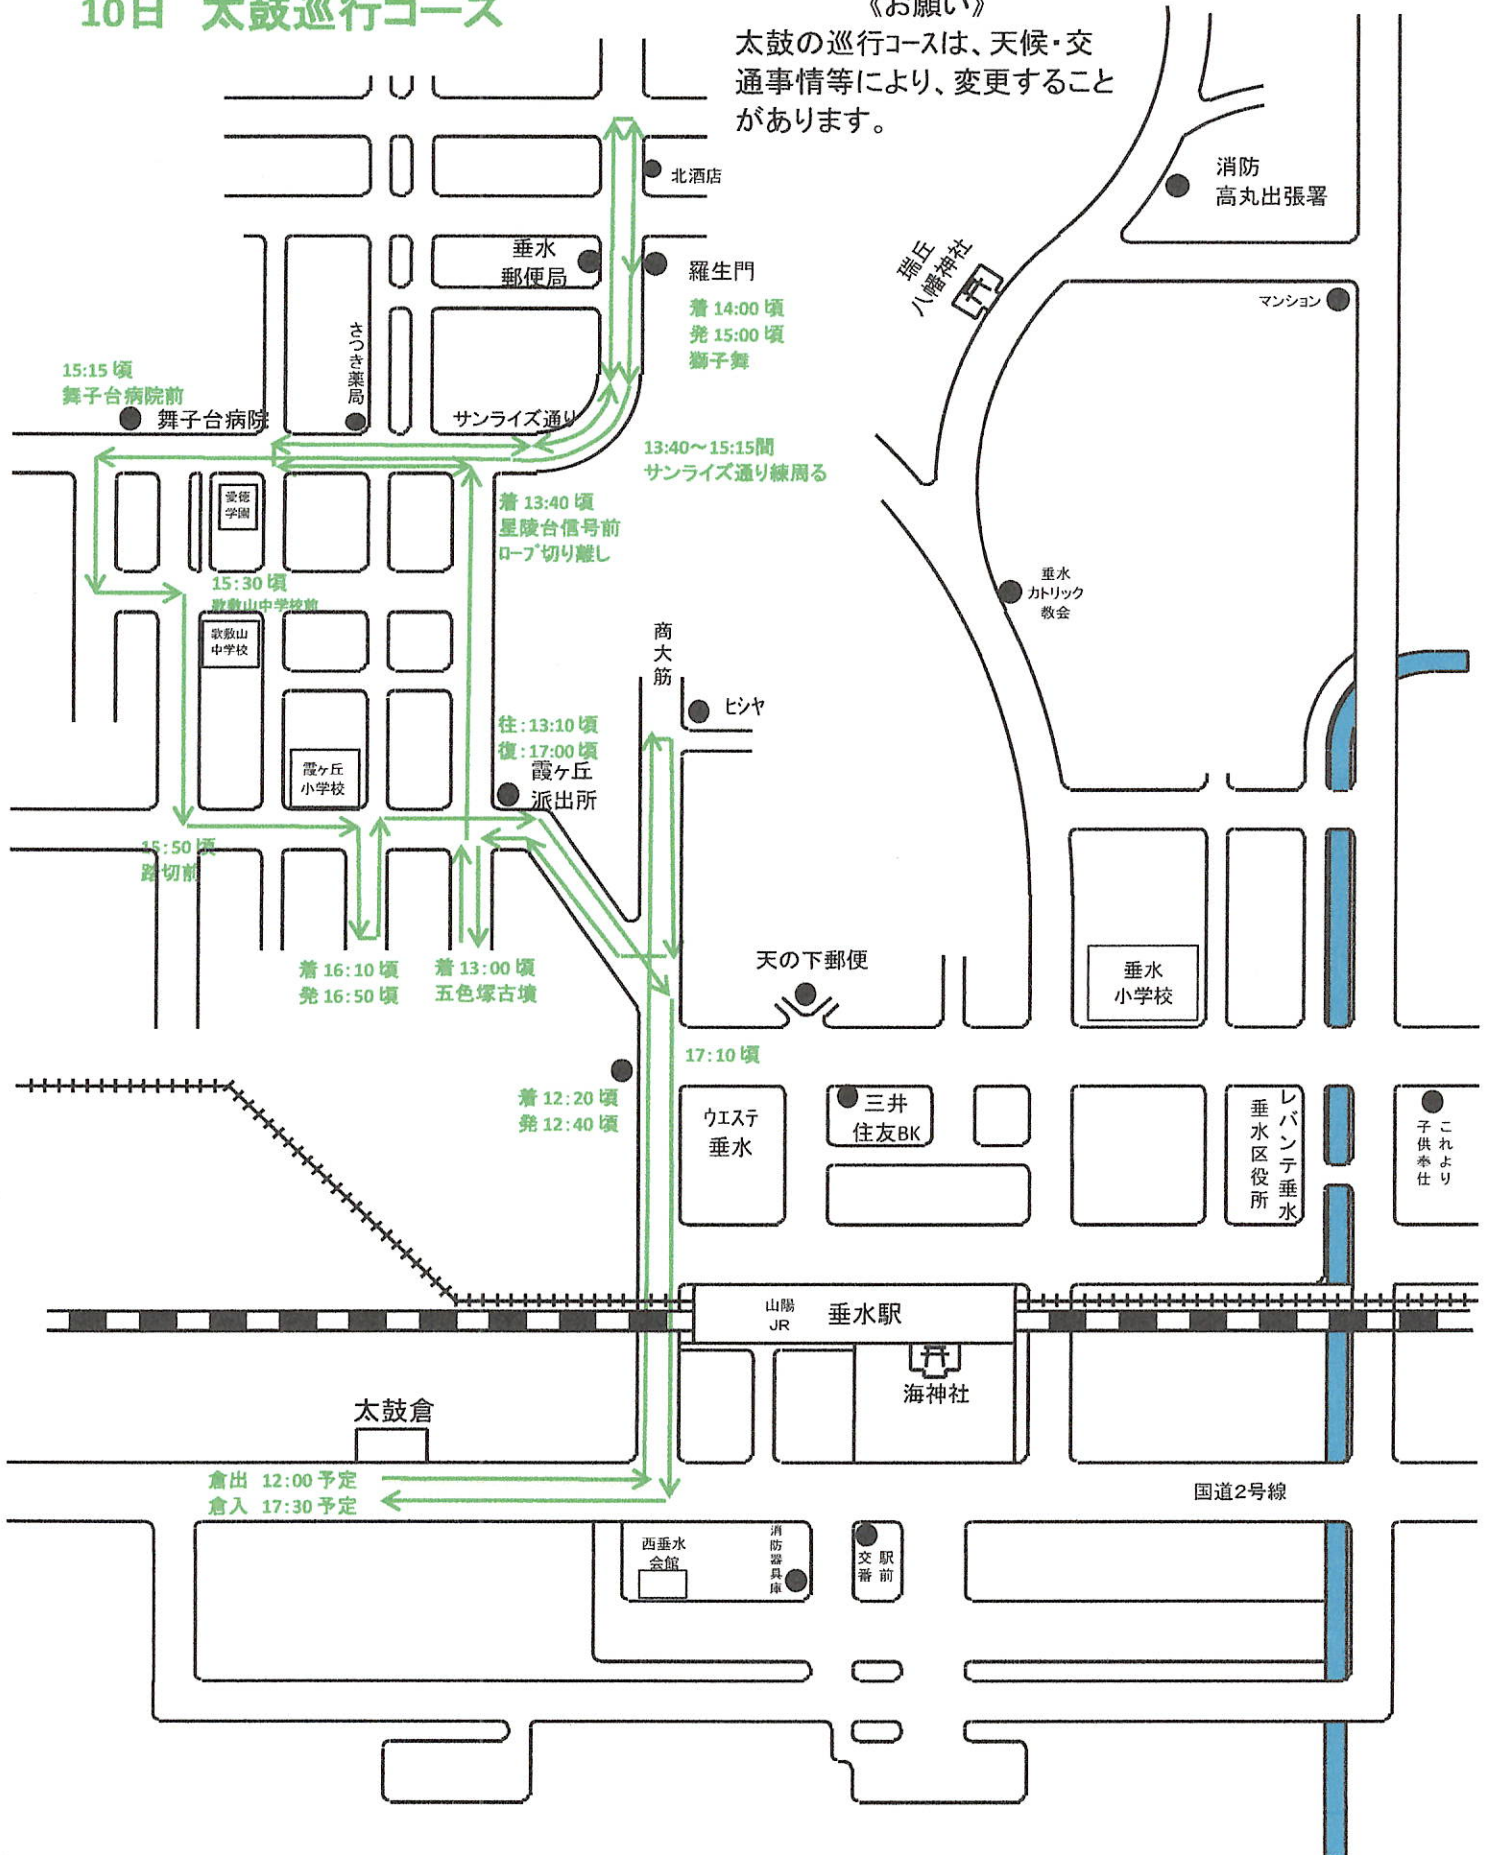 10日 太鼓巡行コース
《お願い》
太鼓の巡行コースは、天候・交
通事情等により、変更すること
があります。
北酒店
消防
高丸出張署
垂水
郵便局
羅生門
瑞丘
八幡神社
マンション
着 14:00 頃
発 15:00 頃
獅子舞
さつき薬局
15:15 頃
舞子台病院前
舞子台病院
サンライズ通り
13:40～15:15間
サンライズ通り練周る
愛徳
学園
着 13:40 頃
星陵台信号前
ロープ切り離し
15:30 頃
歌敷山中学校前
歌敷山
中学校
垂水
カトリック
教会
商大筋
ヒシヤ
往:13:10 頃
復:17:00 頃
霞ヶ丘
派出所
霞ヶ丘
小学校
15:50 頃
踏切前
着 16:10 頃
発 16:50 頃
着 13:00 頃
五色塚古墳
天の下郵便
垂水
小学校
17:10 頃
着 12:20 頃
発 12:40 頃
ウエステ
垂水
三井
住友BK
レバンテ垂水
垂水区役所
これより
子供奉仕
山陽
JR
垂水駅
海神社
太鼓倉
倉出 12:00 予定
倉入 17:30 予定
国道2号線
西垂水
会館
消防器具庫
駅前
交番